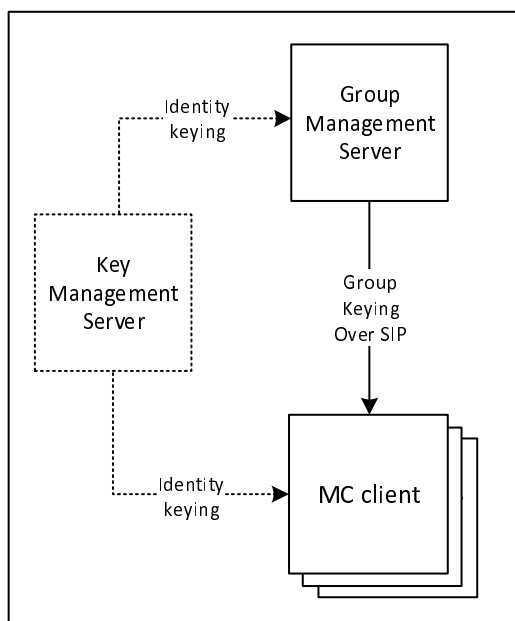 Identity
keying
Group
Management
Server
Key
Management
Server
Group
Keying
Over SIP
Identity
keying
MC client